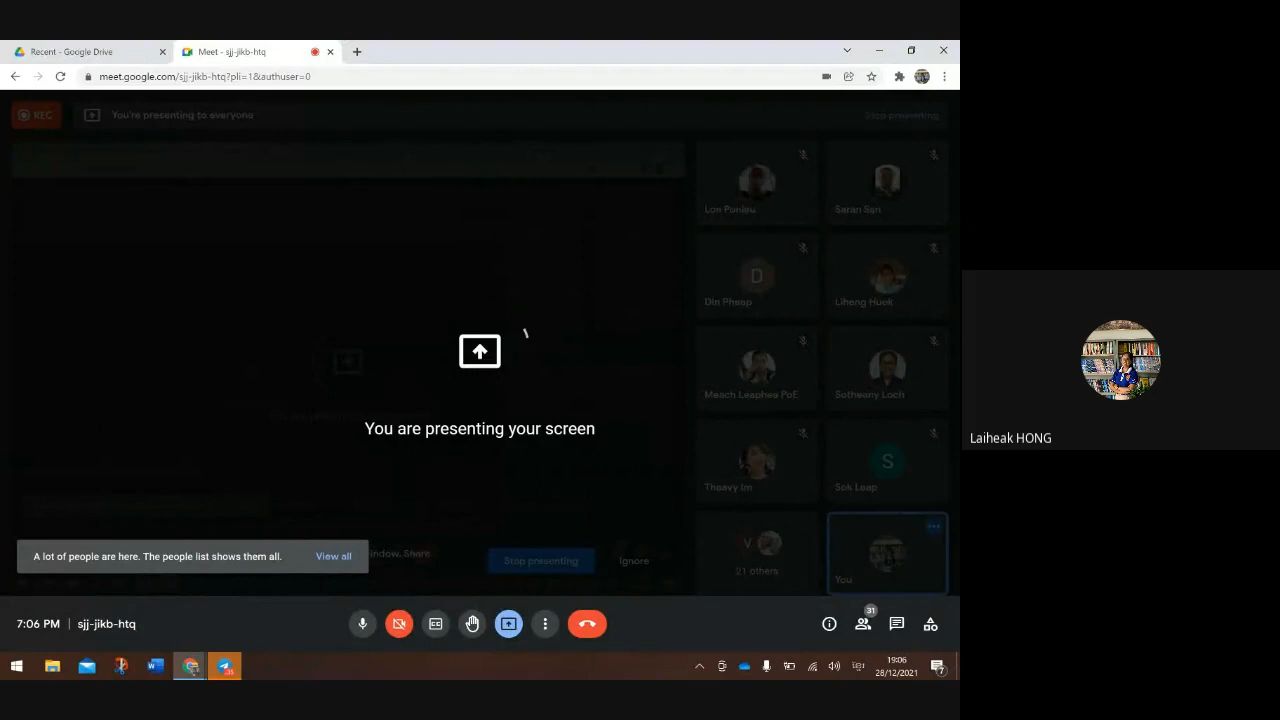 Recent - Google Drive
Meet - sjj-jikb-htq
meet.google.com/sjj-jikb-htq?pli=1&authuser=0
REC
You're presenting to everyone
Stop presenting
Lon Ponleu
Saran San
D
Din Pheap
Liheng Huok
Meach Leaphea PoE
Sotheany Loch
S
Theavy Im
Sok Leap
You are presenting your screen
A lot of people are here. The people list shows them all.
View all
window. Share
Stop presenting
Ignore
V
21 others
You
7:06 PM
sjj-jikb-htq
31
19:06
28/12/2021
7
Laiheak HONG